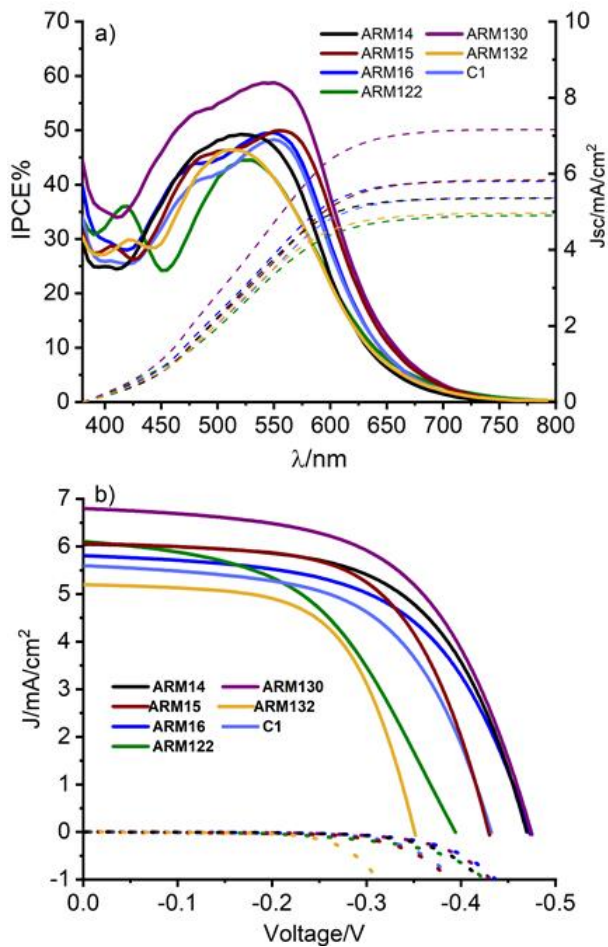 a)
ARM14 ARM130
ARM15 ARM132
ARM16 C1
ARM122
70
60
50
40
30
20
10
0
IPCE%
10
8
6
4
2
0
Jsc/mA/cm²
400 450 500 550 600 650 700 750 800
λ/nm
b)
7
6
5
4
3
2
1
0
-1
J/mA/cm²
ARM14 ARM130
ARM15 ARM132
ARM16 C1
ARM122
0.0 -0.1 -0.2 -0.3 -0.4 -0.5
Voltage/V